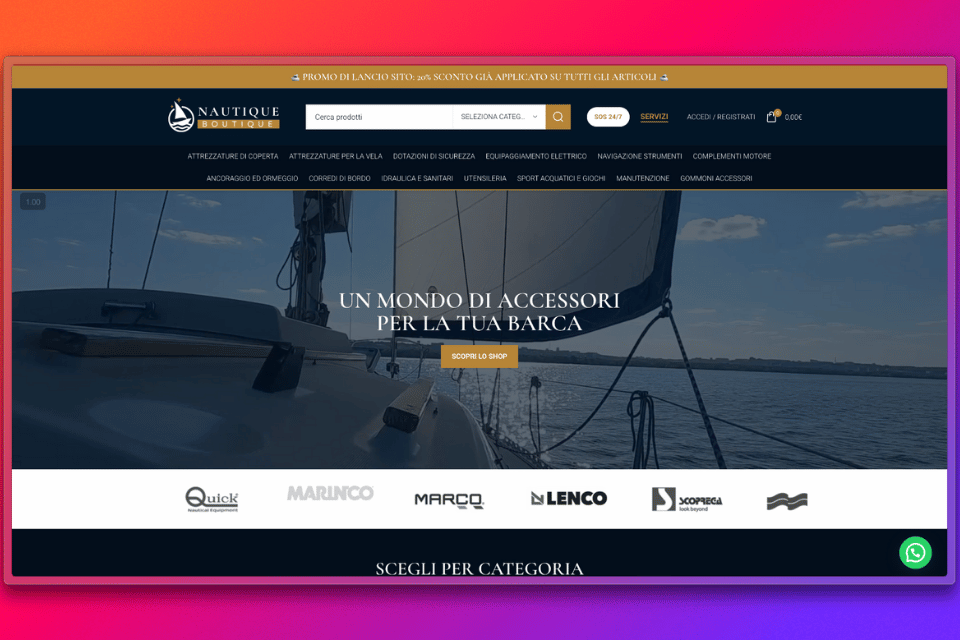 PROMO DI LANCIO SITO: 20% SCONTO GIÀ APPLICATO SU TUTTI GLI ARTICOLI
NAUTIQUE
BOUTIQUE
Cerca prodotti
SELEZIONA CATEG..
SOS 24/7
SERVIZI
ACCEDI / REGISTRATI
0
0,00€
ATTREZZATURE DI COPERTA ATTREZZATURE PER LA VELA DOTAZIONI DI SICUREZZA EQUIPAGGIAMENTO ELETTRICO NAVIGAZIONE STRUMENTI COMPLEMENTI MOTORE
ANCORAGGIO ED ORMEGGIO CORREDI DI BORDO IDRAULICA E SANITARI UTENSILERIA SPORT ACQUATICI E GIOCHI MANUTENZIONE GOMMONI ACCESSORI
1.00
UN MONDO DI ACCESSORI
PER LA TUA BARCA
SCOPRI LO SHOP
Quick
Nautical Equipment
MARINCO
MARCO
LENCO
SCOPREGA
look beyond
SCEGLI PER CATEGORIA